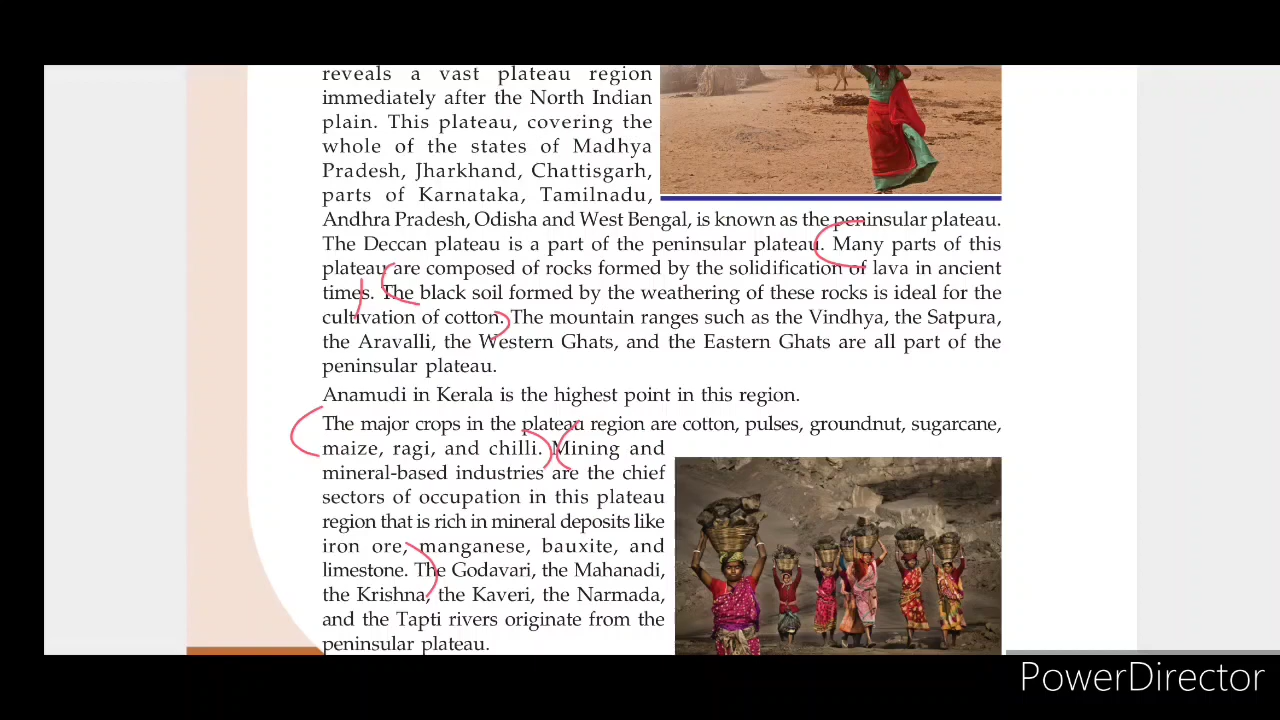 reveals a vast plateau region
immediately after the North Indian
plain. This plateau, covering the
whole of the states of Madhya
Pradesh, Jharkhand, Chattisgarh,
parts of Karnataka, Tamilnadu,
Andhra Pradesh, Odisha and West Bengal, is known as the peninsular plateau.
The Deccan plateau is a part of the peninsular plateau. Many parts of this
plateau are composed of rocks formed by the solidification of lava in ancient
times. The black soil formed by the weathering of these rocks is ideal for the
cultivation of cotton. The mountain ranges such as the Vindhya, the Satpura,
the Aravalli, the Western Ghats, and the Eastern Ghats are all part of the
peninsular plateau.
Anamudi in Kerala is the highest point in this region.
The major crops in the plateau region are cotton, pulses, groundnut, sugarcane,
maize, ragi, and chilli. Mining and
mineral-based industries are the chief
sectors of occupation in this plateau
region that is rich in mineral deposits like
iron ore, manganese, bauxite, and
limestone. The Godavari, the Mahanadi,
the Krishna, the Kaveri, the Narmada,
and the Tapti rivers originate from the
peninsular plateau.
PowerDirector